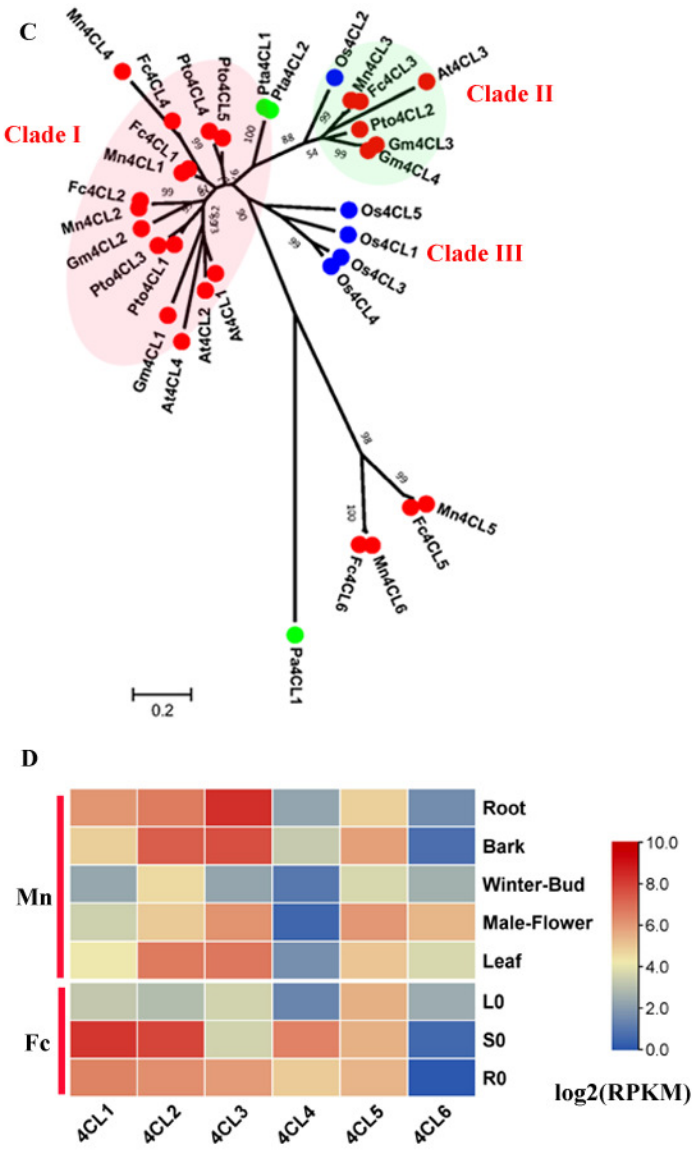 C
Clade I
Clade II
Clade III
Mn4CL4
Fc4CL4
Pto4CL4
Pto4CL5
Pta4CL1
Pta4CL2
Os4CL2
Mn4CL3
Fc4CL3
At4CL3
Pto4CL2
Gm4CL3
Gm4CL4
Fc4CL1
Mn4CL1
Fc4CL2
Mn4CL2
Gm4CL2
Pto4CL3
Pto4CL1
Gm4CL1
At4CL4
At4CL2
At4CL1
Os4CL5
Os4CL1
Os4CL3
Os4CL4
Mn4CL5
Fc4CL5
Mn4CL6
Fc4CL6
Pa4CL1
99
100
88
99
99
99
90
99
98
99
100
0.2
D
Mn
Fc
Root
Bark
Winter-Bud
Male-Flower
Leaf
L0
S0
R0
4CL1 4CL2 4CL3 4CL4 4CL5 4CL6
10.0
8.0
6.0
4.0
2.0
0.0
log2(RPKM)